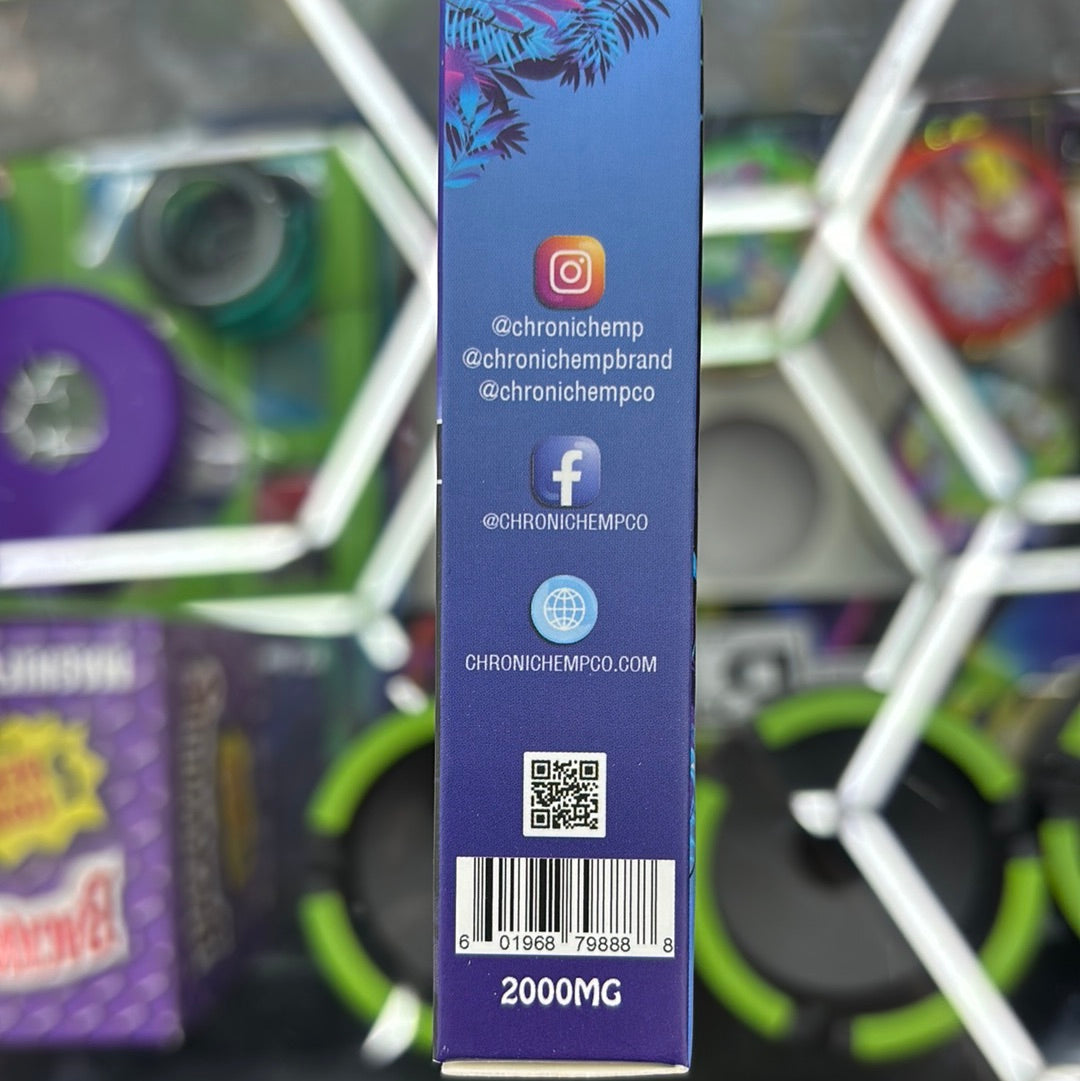 @chronichemp
@chronichempbrand
@chronichempco
@CHRONICHEMPCO
CHRONICHEMPCO.COM
6 01968 79888 8
2000MG